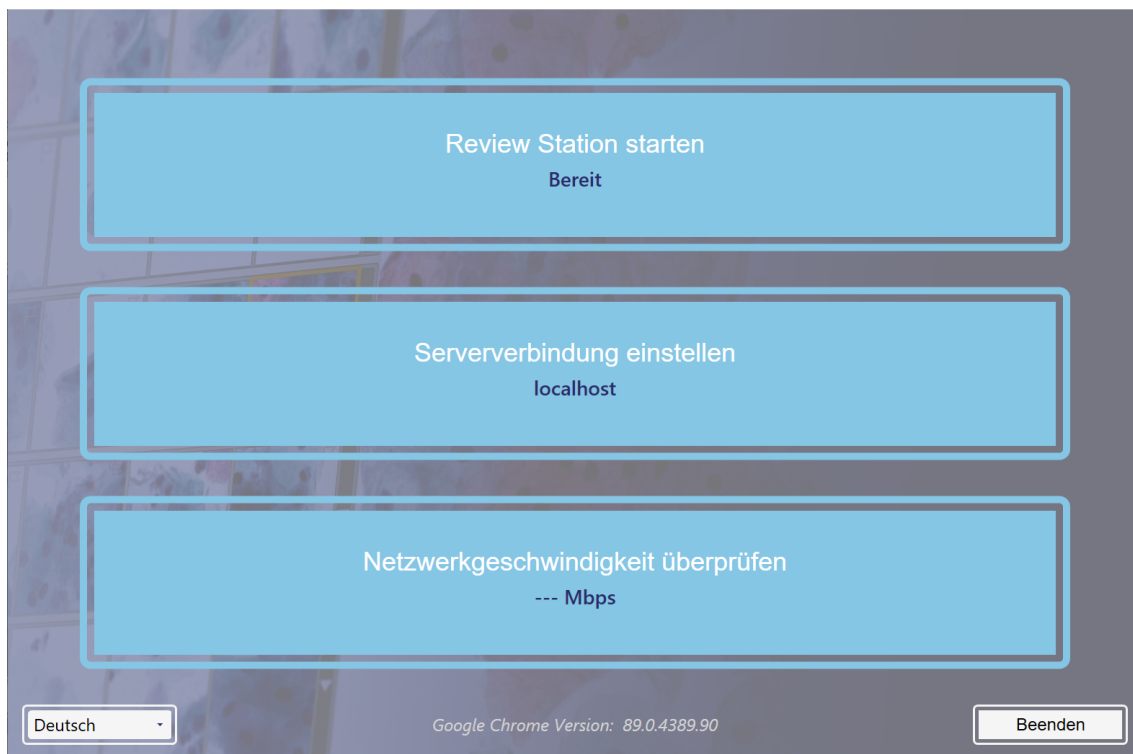 Review Station starten
Bereit
Serververbindung einstellen
localhost
Netzwerkgeschwindigkeit überprüfen
--- Mbps
Deutsch
Google Chrome Version: 89.0.4389.90
Beenden